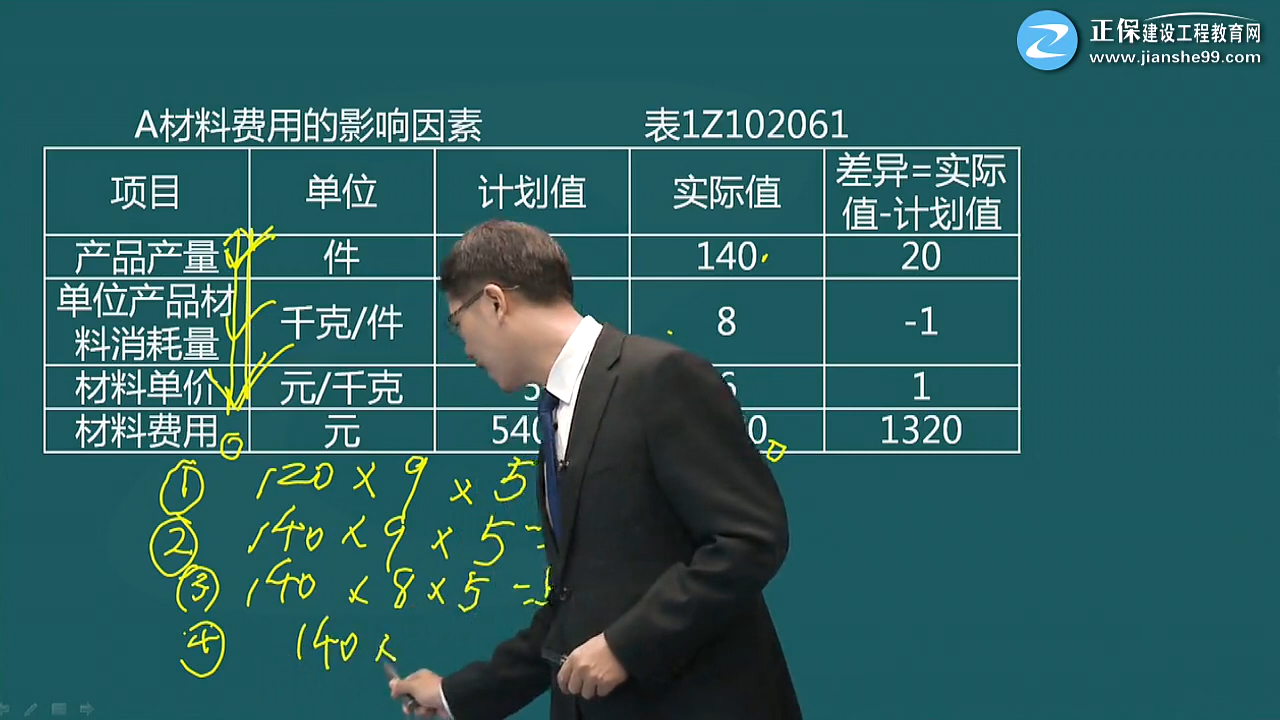 正保建设工程教育网
www.jianshe99.com
A材料费用的影响因素 表1Z102061
项目 单位 计划值 实际值 差异=实际
值-计划值
产品产量 件 140 20
单位产品材
料消耗量 千克/件 8 -1
材料单价 元/千克 5 6 1
材料费用 元 540 0 1320
① 120 × 9 × 5
② 140 × 9 × 5 =
③ 140 × 8 × 5 =
④ 140 ×